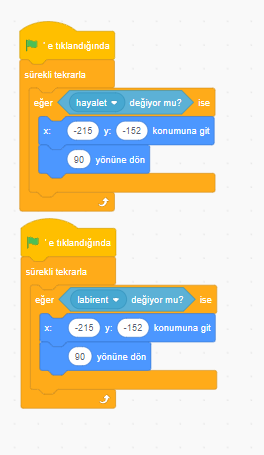 ' e tıklandığında
sürekli tekrarla
eğer hayalet değiyor mu? ise
x: -215 y: -152 konumuna git
90 yönüne dön
' e tıklandığında
sürekli tekrarla
eğer labirent değiyor mu? ise
x: -215 y: -152 konumuna git
90 yönüne dön